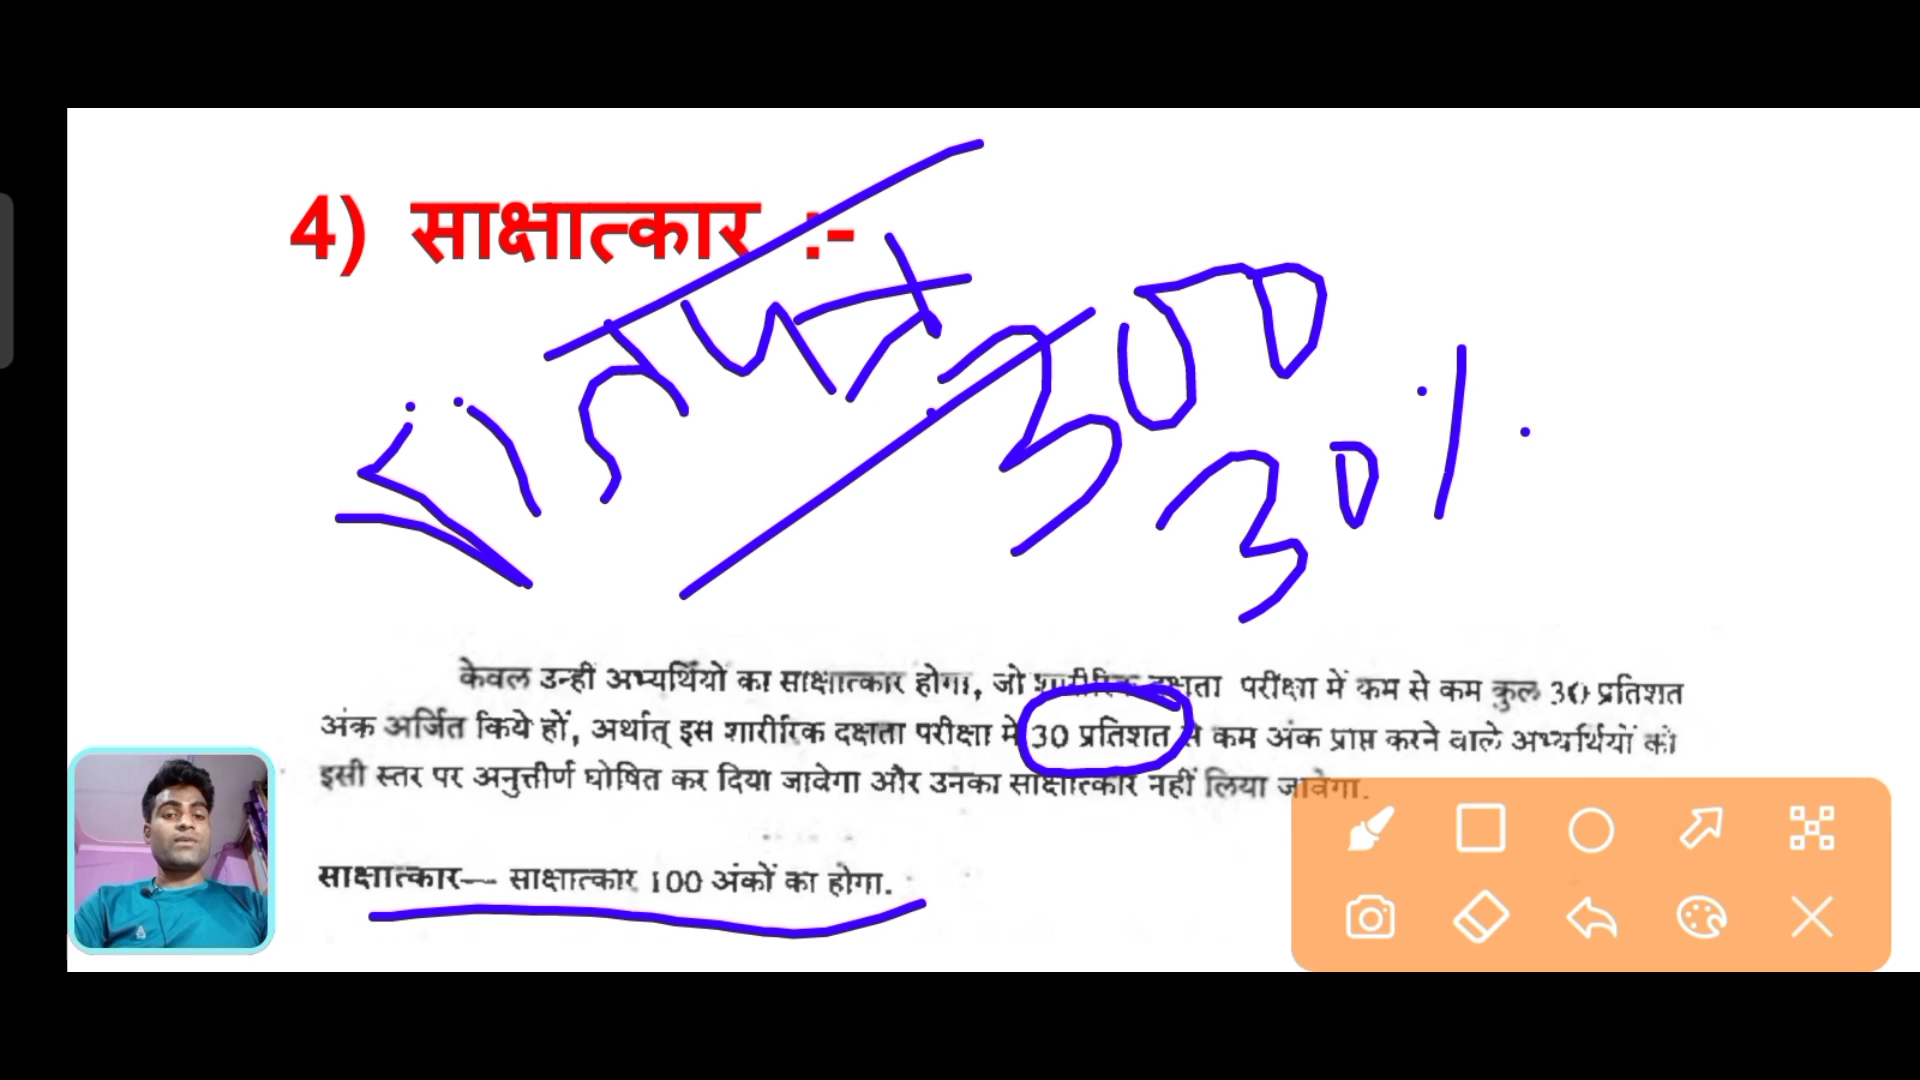 4) साक्षात्कार :-
300
30%
केवल उन्ही अभ्यर्थियो का साक्षात्कार होगा, जो शारीरिक दक्षता परीक्षा में कम से कम कुल 30 प्रतिशत
अंक अर्जित किये हों, अर्थात् इस शारीरिक दक्षता परीक्षा में 30 प्रतिशत से कम अंक प्राप्त करने वाले अभ्यर्थियों को
इसी स्तर पर अनुत्तीर्ण घोषित कर दिया जावेगा और उनका साक्षात्कार नहीं लिया जावेगा.
साक्षात्कार— साक्षात्कार 100 अंकों का होगा.